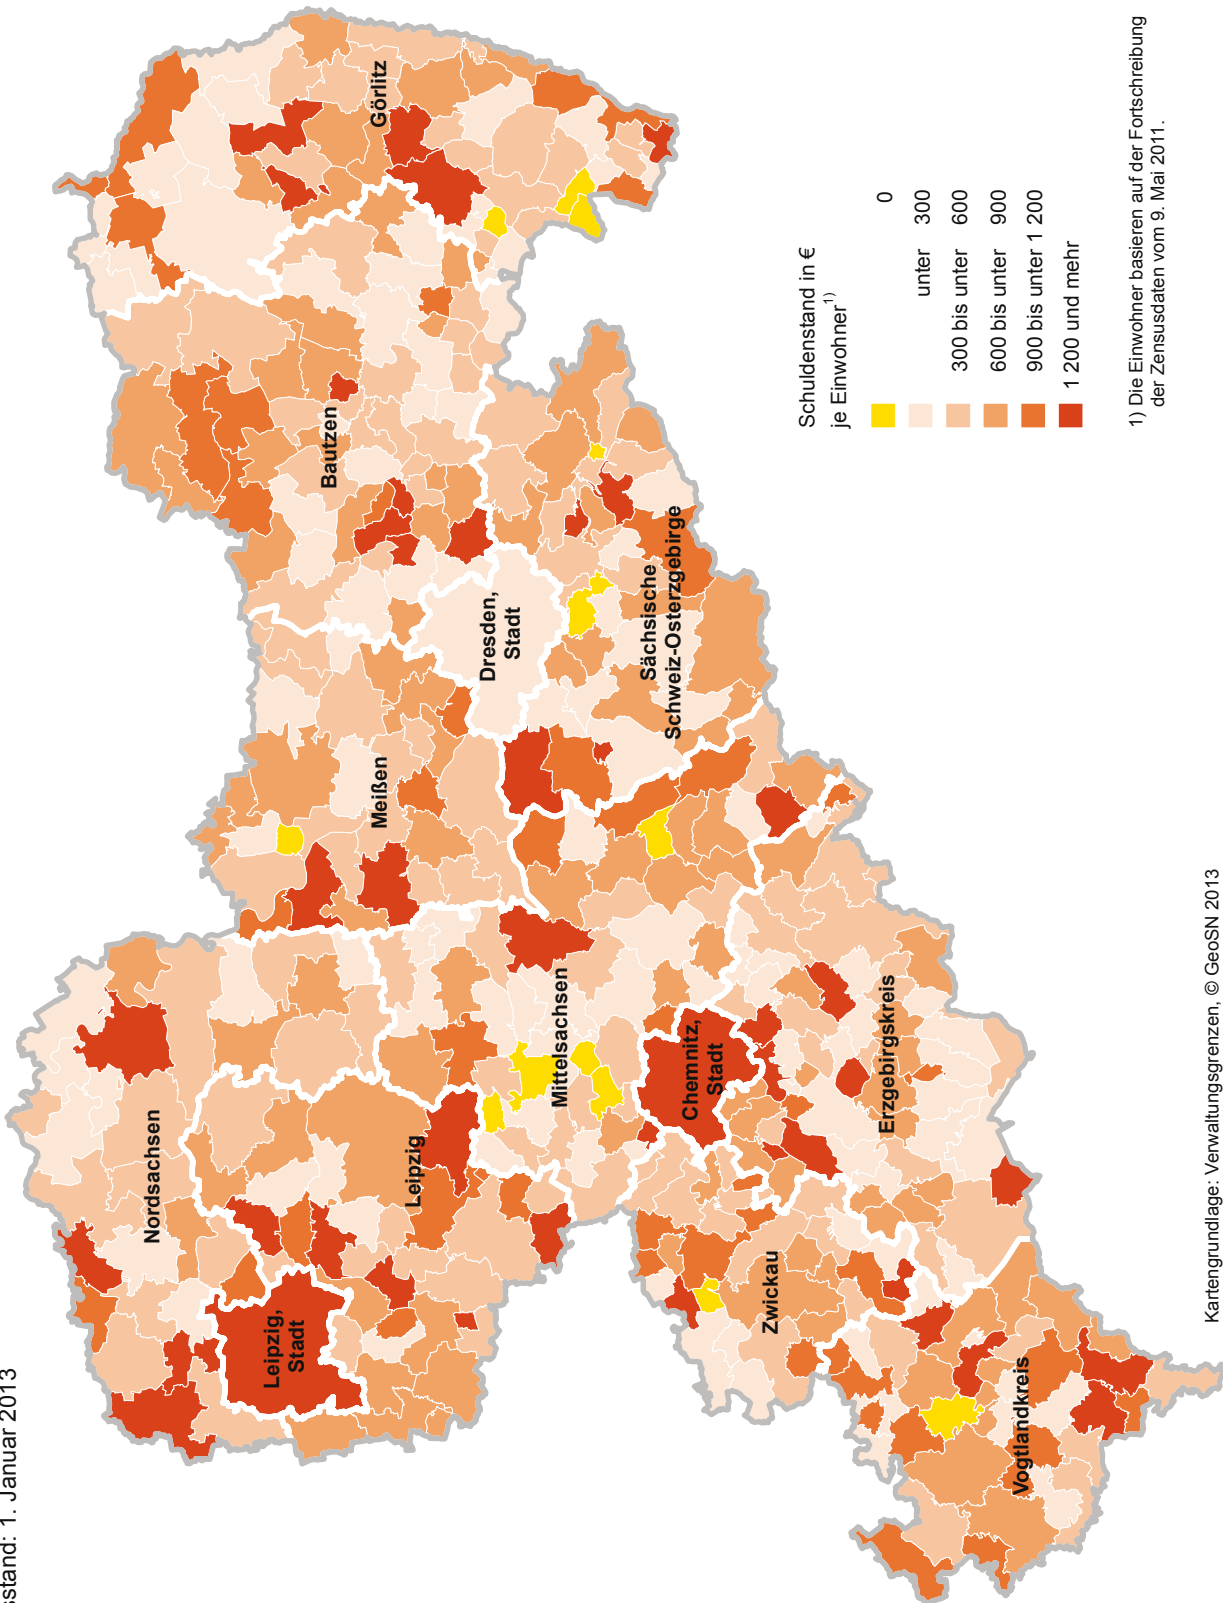 sstand: 1. Januar 2013
Nordsachsen
Leipzig,
Stadt
Leipzig
Meißen
Bautzen
Görlitz
Dresden,
Stadt
Sächsische
Schweiz-Osterzgebirge
Mittelsachsen
Chemnitz,
Stadt
Erzgebirgskreis
Zwickau
Vogtlandkreis
Schuldenstand in €
je Einwohner1)
0
unter 300
300 bis unter 600
600 bis unter 900
900 bis unter 1 200
1 200 und mehr
1) Die Einwohner basieren auf der Fortschreibung
der Zensusdaten vom 9. Mai 2011.
Kartengrundlage: Verwaltungsgrenzen, © GeoSN 2013